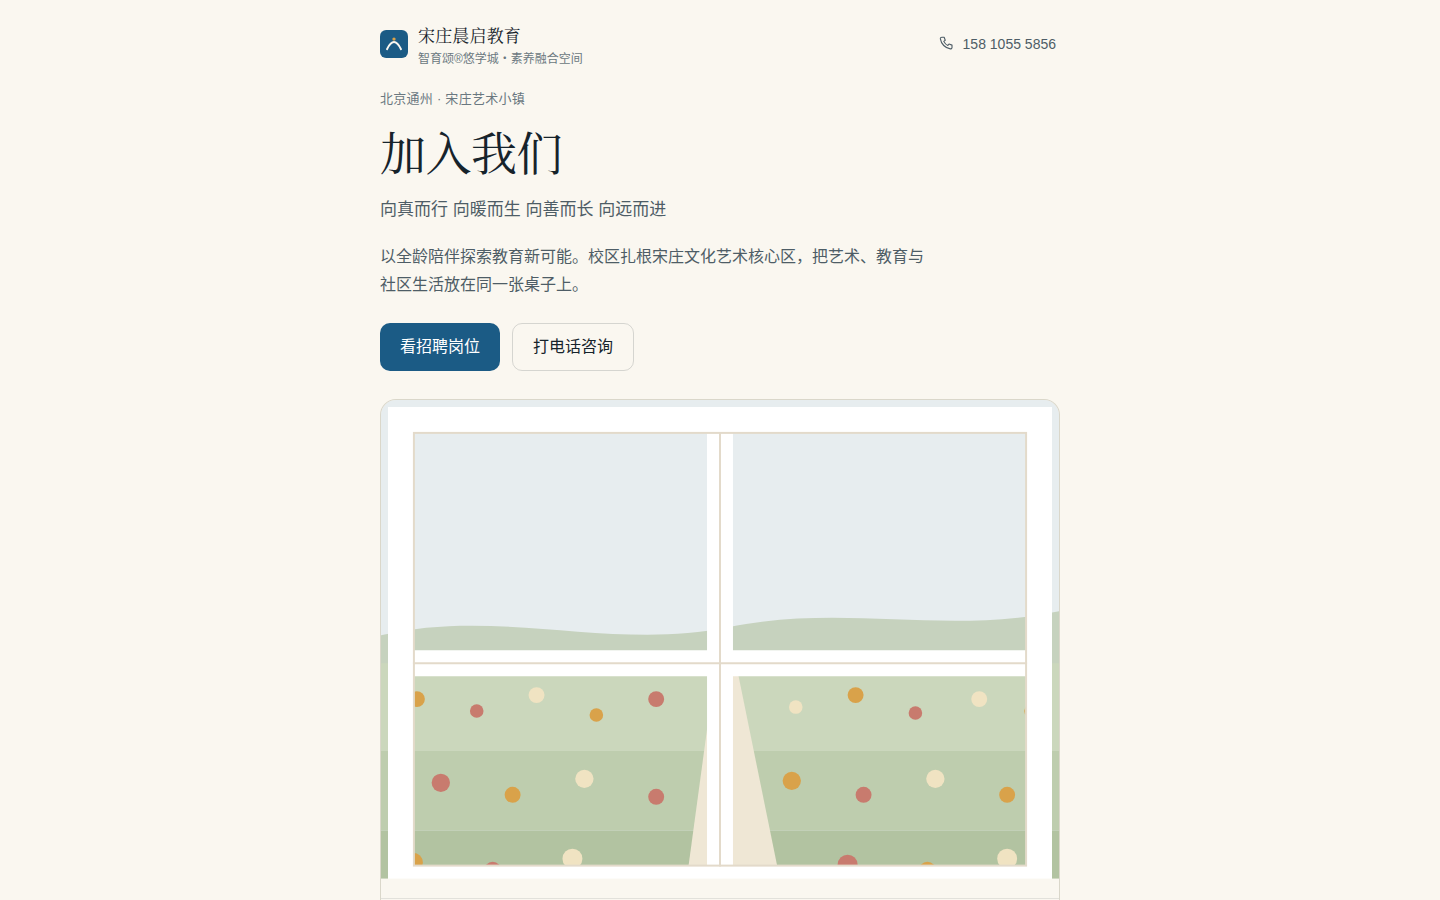 宋庄晨启教育
智育颂®悠学城・素养融合空间
158 1055 5856
北京通州 · 宋庄艺术小镇
加入我们
向真而行 向暖而生 向善而长 向远而进
以全龄陪伴探索教育新可能。校区扎根宋庄文化艺术核心区，把艺术、教育与
社区生活放在同一张桌子上。
看招聘岗位
打电话咨询